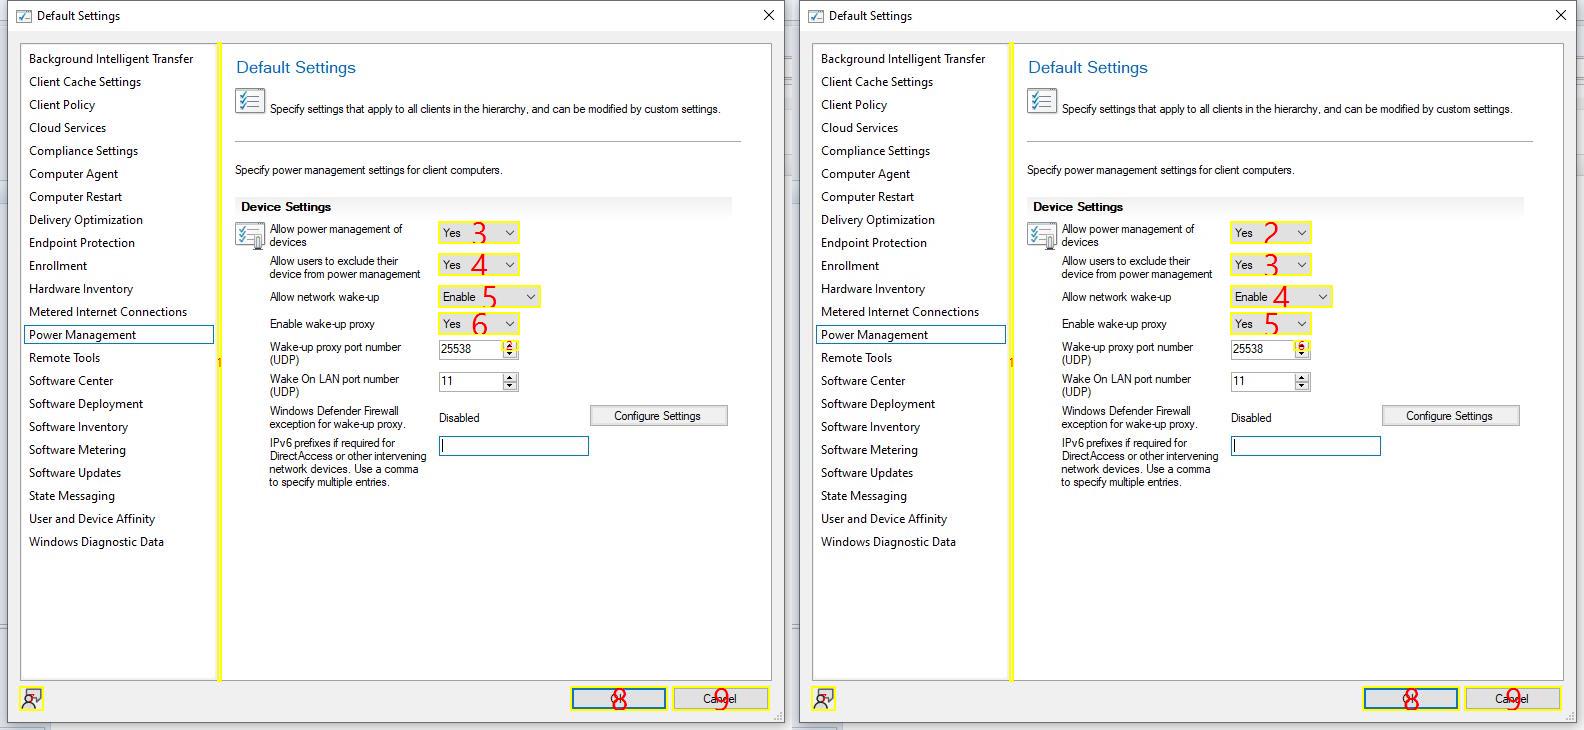 Default Settings
Background Intelligent Transfer
Client Cache Settings
Client Policy
Cloud Services
Compliance Settings
Computer Agent
Computer Restart
Delivery Optimization
Endpoint Protection
Enrollment
Hardware Inventory
Metered Internet Connections
Power Management
Remote Tools
Software Center
Software Deployment
Software Inventory
Software Metering
Software Updates
State Messaging
User and Device Affinity
Windows Diagnostic Data
1
Default Settings
Specify settings that apply to all clients in the hierarchy, and can be modified by custom settings.
Specify power management settings for client computers.
Device Settings
Allow power management of
devices
Yes 3
Allow users to exclude their
device from power management
Yes 4
Allow network wake-up
Enable 5
Enable wake-up proxy
Yes 6
Wake-up proxy port number
(UDP)
25538 2
Wake On LAN port number
(UDP)
11
Windows Defender Firewall
exception for wake-up proxy.
Disabled
Configure Settings
IPv6 prefixes if required for
DirectAccess or other intervening
network devices. Use a comma
to specify multiple entries.
8
Cancel 9
Default Settings
Background Intelligent Transfer
Client Cache Settings
Client Policy
Cloud Services
Compliance Settings
Computer Agent
Computer Restart
Delivery Optimization
Endpoint Protection
Enrollment
Hardware Inventory
Metered Internet Connections
Power Management
Remote Tools
Software Center
Software Deployment
Software Inventory
Software Metering
Software Updates
State Messaging
User and Device Affinity
Windows Diagnostic Data
1
Default Settings
Specify settings that apply to all clients in the hierarchy, and can be modified by custom settings.
Specify power management settings for client computers.
Device Settings
Allow power management of
devices
Yes 2
Allow users to exclude their
device from power management
Yes 3
Allow network wake-up
Enable 4
Enable wake-up proxy
Yes 5
Wake-up proxy port number
(UDP)
25538 6
Wake On LAN port number
(UDP)
11
Windows Defender Firewall
exception for wake-up proxy.
Disabled
Configure Settings
IPv6 prefixes if required for
DirectAccess or other intervening
network devices. Use a comma
to specify multiple entries.
8
Cancel 9